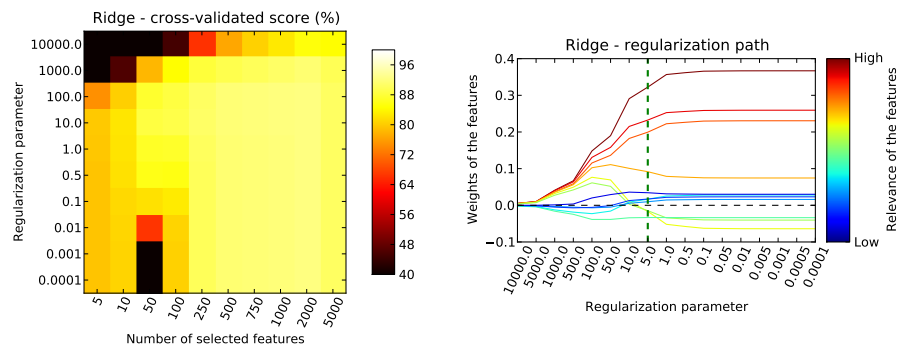 Ridge - cross-validated score (%)
Regularization parameter
10000.0
1000.0
100.0
10.0
1.0
0.5
0.1
0.01
0.001
0.0001
5 10 50 100 250 500 750 1000 2000 5000
Number of selected features
96
88
80
72
64
56
48
40
Ridge - regularization path
Weights of the features
0.4
0.3
0.2
0.1
0.0
−0.1
10000.0 5000.0 1000.0 500.0 100.0 50.0 10.0 5.0 1.0 0.5 0.1 0.05 0.01 0.005 0.001 0.0005 0.0001
Regularization parameter
High
Low
Relevance of the features